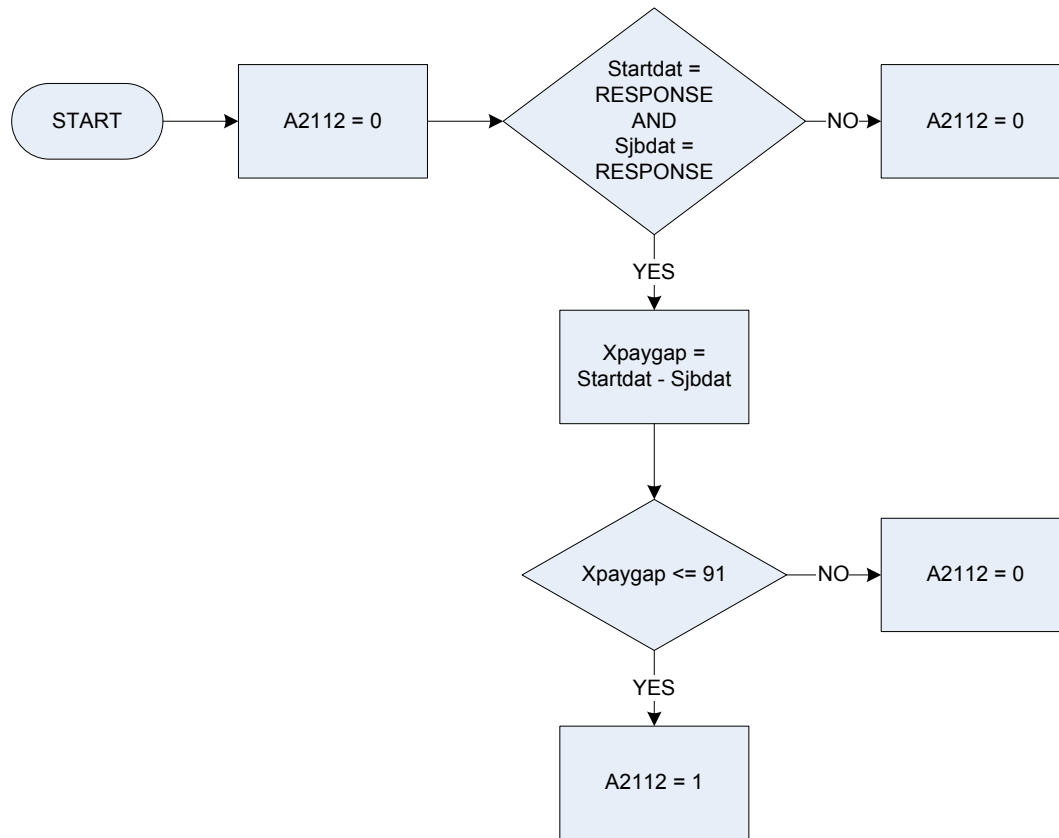 START
A2112 = 0
Startdat =
RESPONSE
AND
Sjbdat =
RESPONSE
NO
A2112 = 0
YES
Xpaygap =
Startdat - Sjbdat
Xpaygap <= 91
NO
A2112 = 0
YES
A2112 = 1